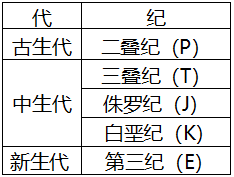 代 纪
古生代 二叠纪（P）
中生代 三叠纪（T）
侏罗纪（J）
白垩纪（K）
新生代 第三纪（E）